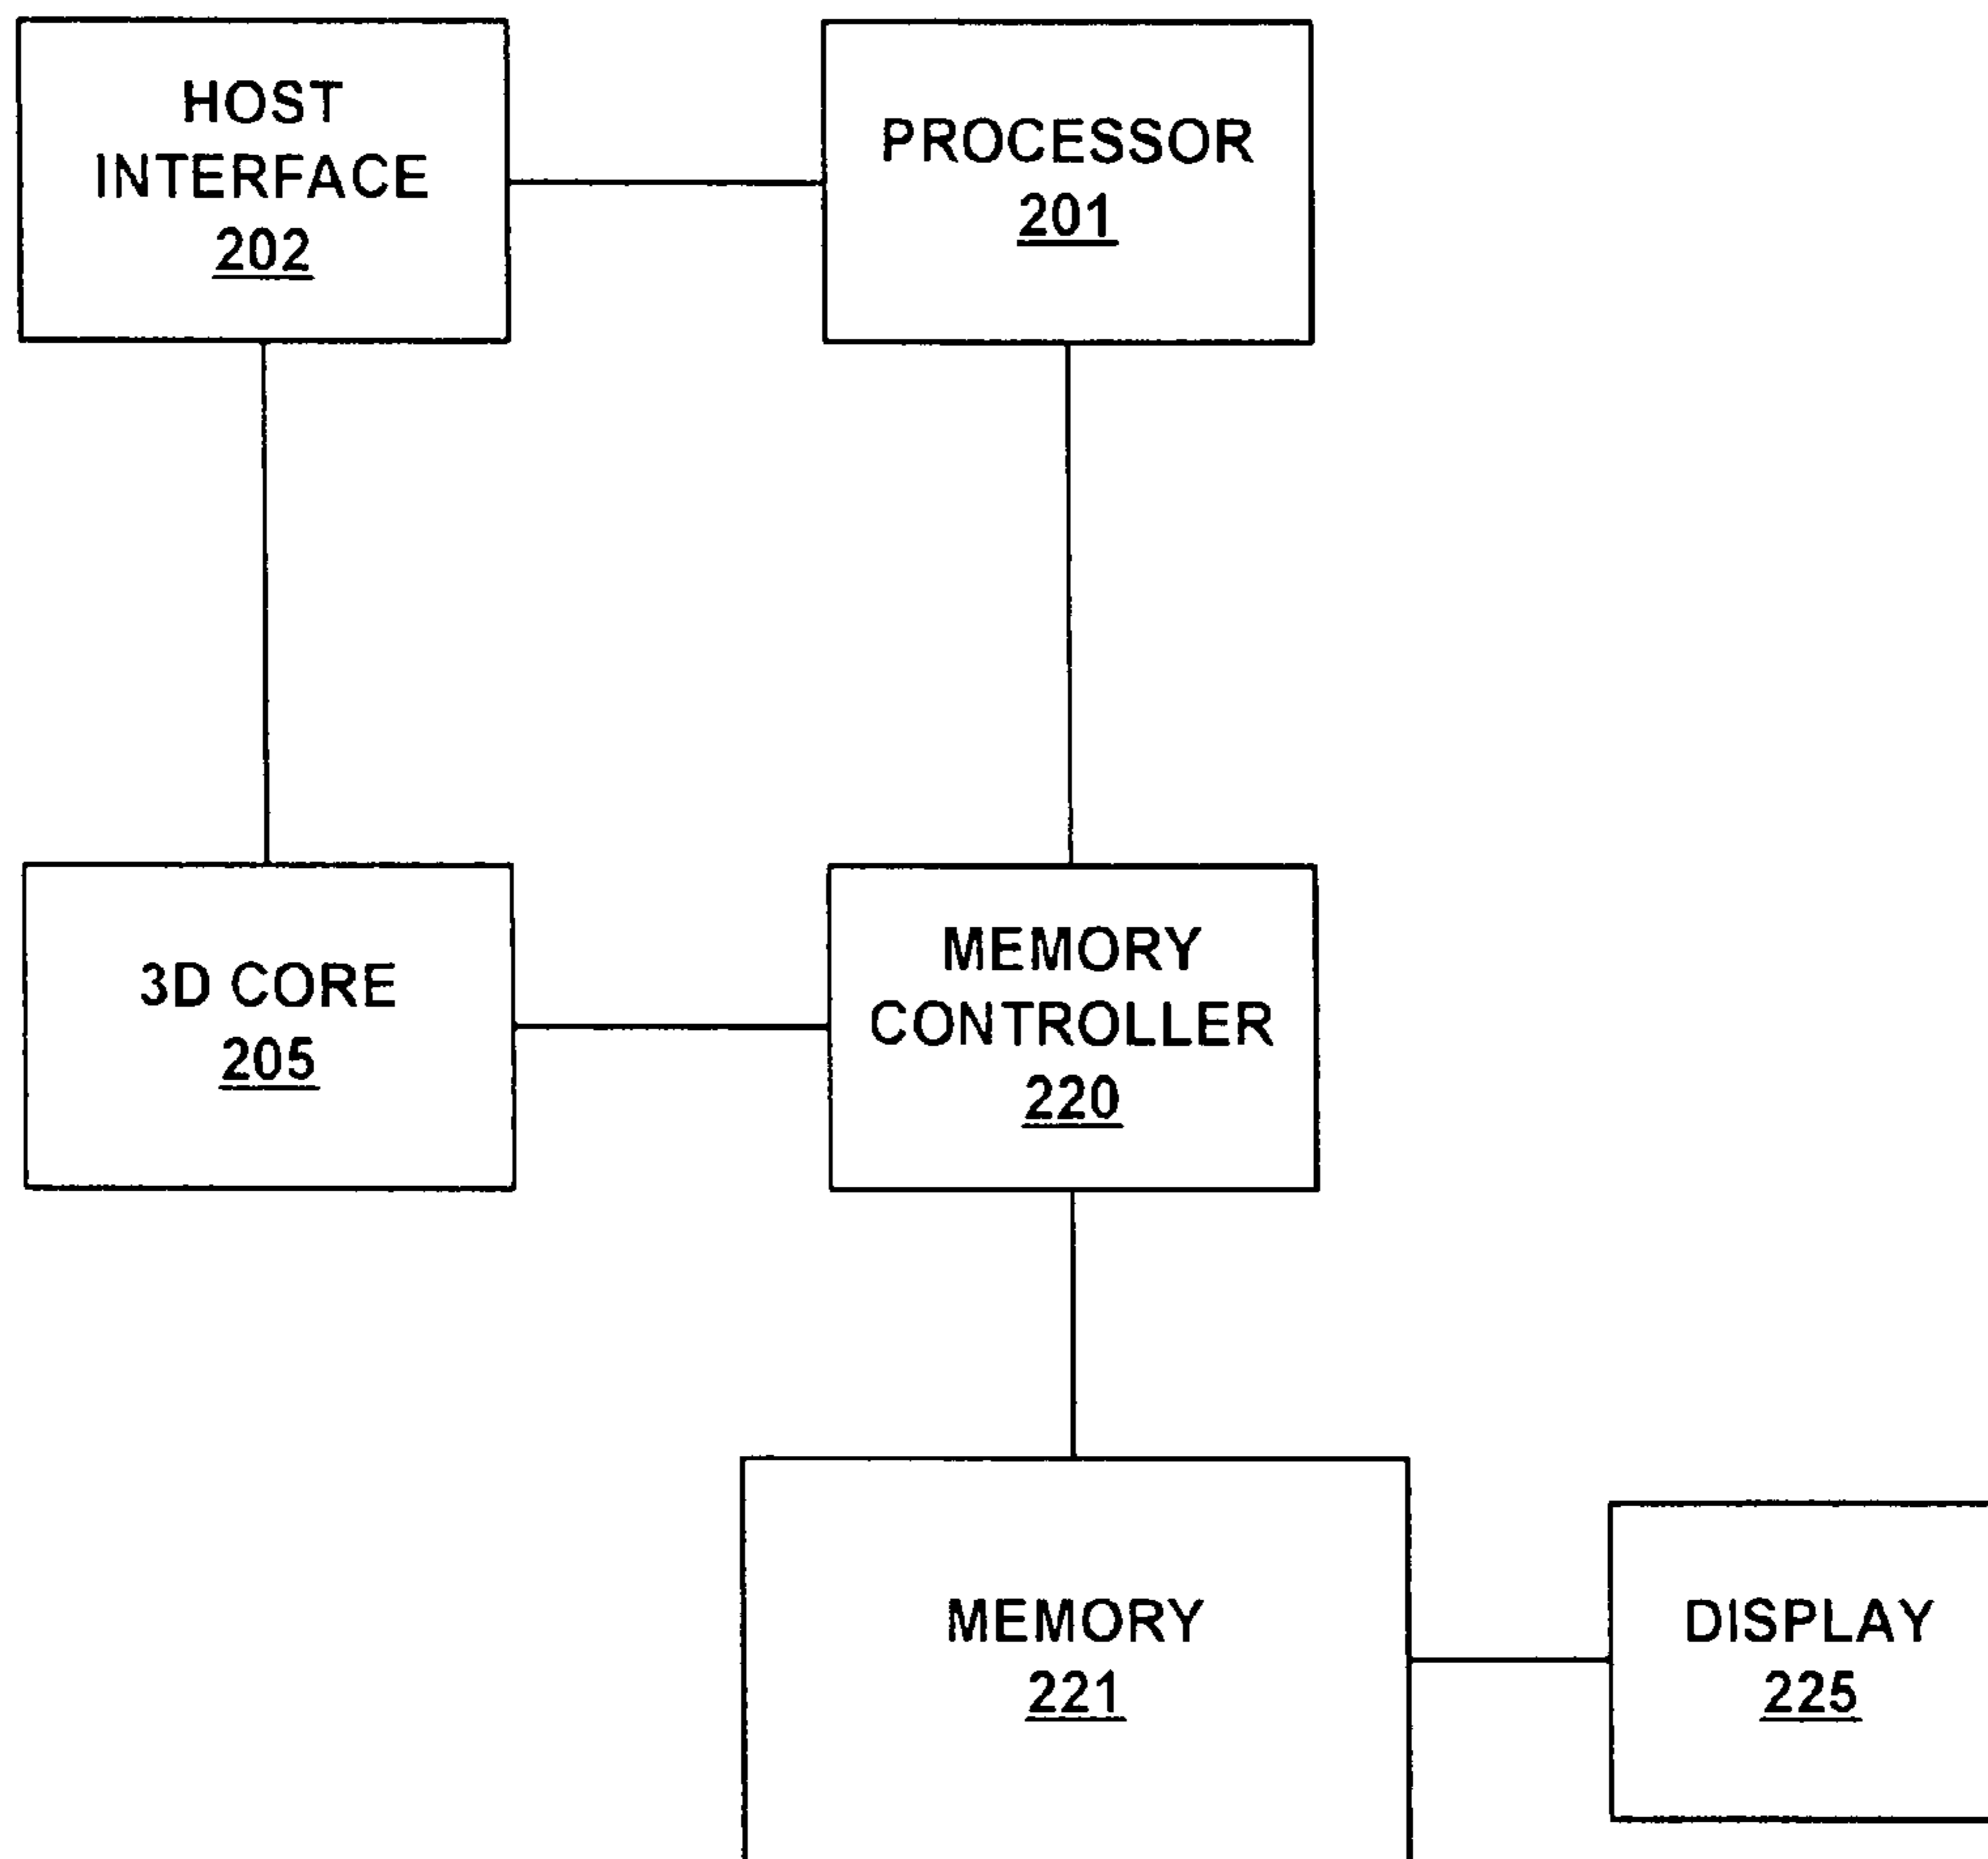 HOST
INTERFACE
202
PROCESSOR
201
3D CORE
205
MEMORY
CONTROLLER
220
MEMORY
221
DISPLAY
225